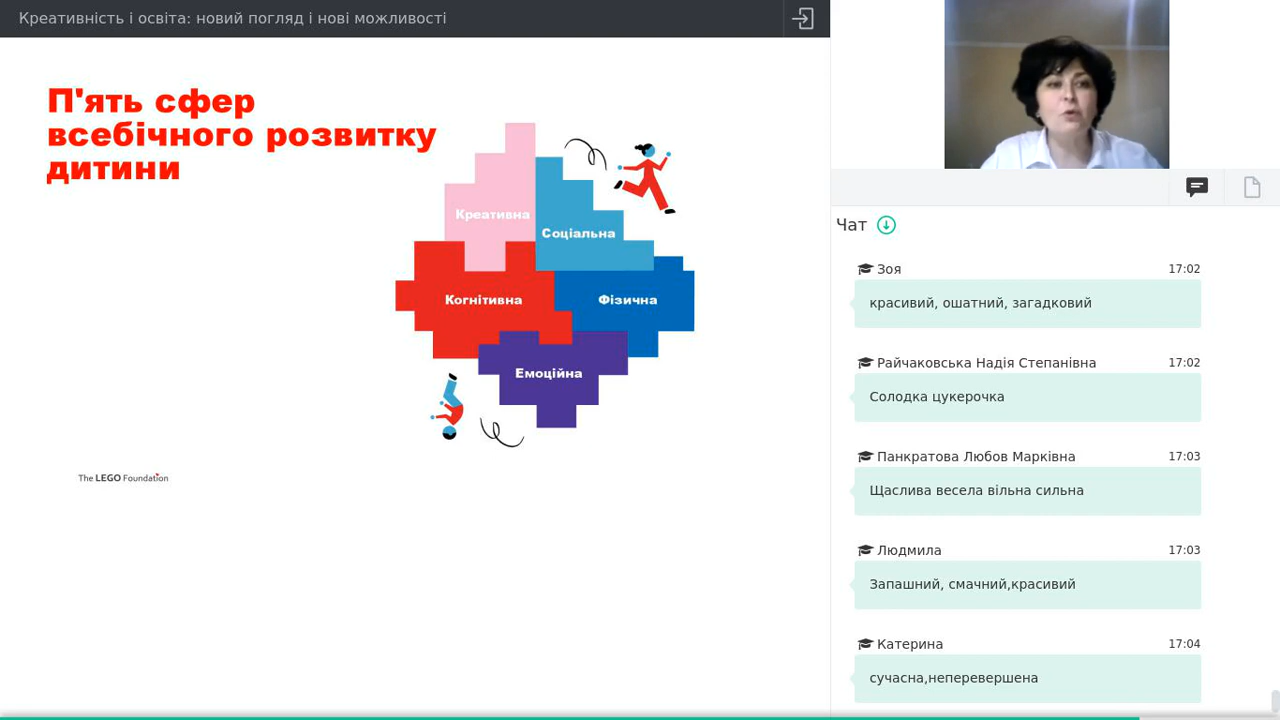 Креативність і освіта: новий погляд і нові можливості
П'ять сфер
всебічного розвитку
дитини
Креативна
Соціальна
Когнітивна
Фізична
Емоційна
The LEGO Foundation
Чат
Зоя 17:02
красивий, ошатний, загадковий
Райчаковська Надія Степанівна 17:02
Солодка цукерочка
Панкратова Любов Марківна 17:03
Щаслива весела вільна сильна
Людмила 17:03
Запашний, смачний,красивий
Катерина 17:04
сучасна,неперевершена